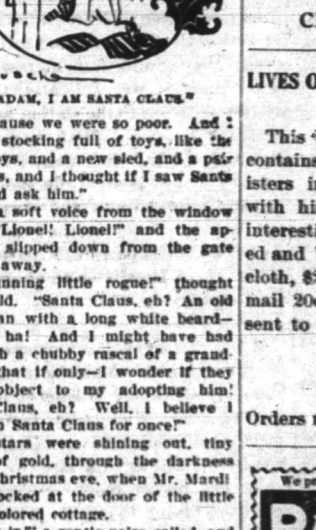 ADAM, I AM SANTA CLAUS."
ause we were so poor. And I
stocking full of toys, like the
ys, and a new sled, and a pair
s, and I thought if I saw Santa
d ask him."
a soft voice from the window
"Lionel! Lionel!" and the ap-
slipped down from the gate
away.
nning little rogue!" thought
ld. "Santa Claus, eh? An old
an with a long white beard—
ha! And I might have had
h a chubby rascal of a grand-
that if only—I wonder if they
object to my adopting him!
Claus, eh? Well, I believe I
Santa Claus for once!"
stars were shining out, tiny
of gold, through the darkness
hristmas eve, when Mr. Mardi
ocked at the door of the little
olored cottage.
C
LIVES O
This
contains
isters i
with hi
interesti
ed and
cloth, $
mail 20
sent to
Orders
We p